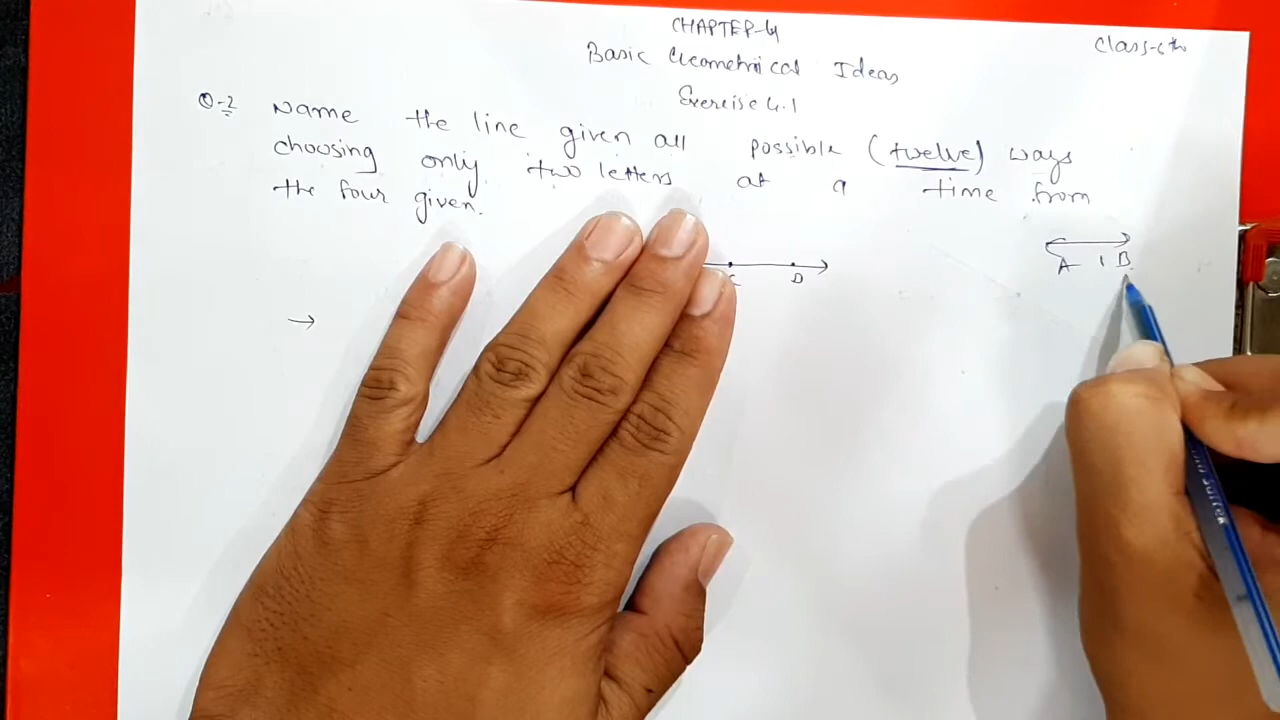 CHAPTER-4
Class-6th
Basic Geometrical Ideas
Exercise 4.1
Q-2 Name the line given all possible (twelve) ways
choosing only two letters at a time from
the four given.
C D
A B